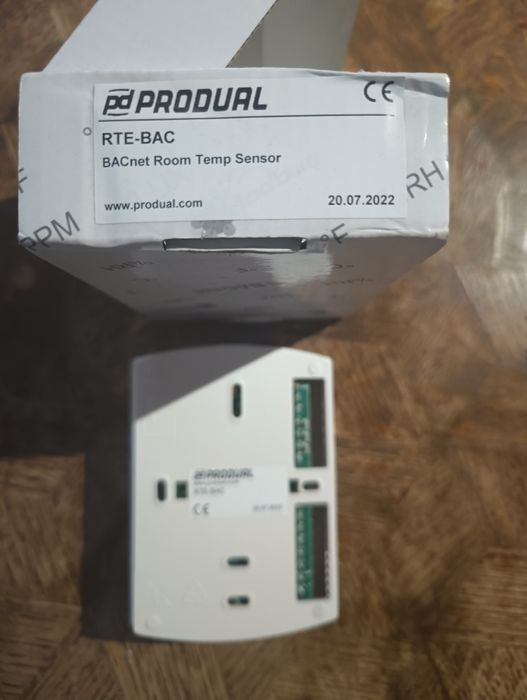 PRODUAL
CE
RTE-BAC
BACnet Room Temp Sensor
www.produal.com
20.07.2022
PPM
°F
RH
PRODUAL
RTE-BAC
CE